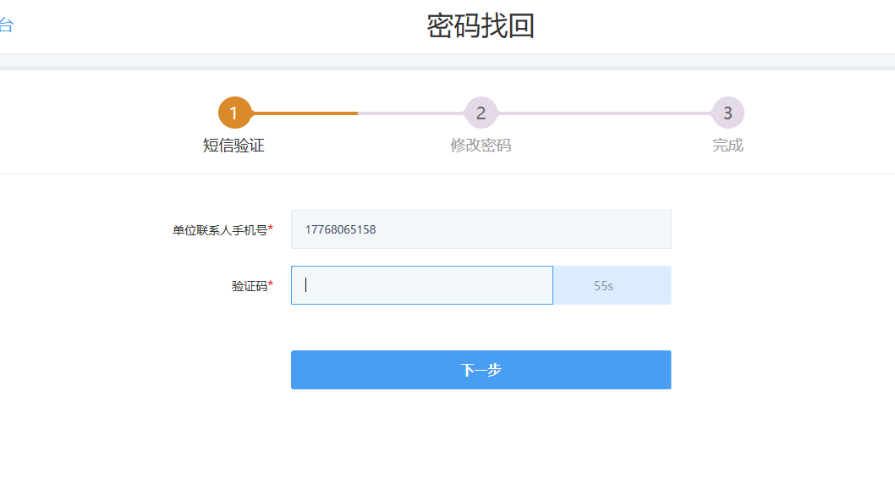 台
密码找回
1
2
3
短信验证
修改密码
完成
单位联系人手机号*
17768065158
验证码*
55s
下一步